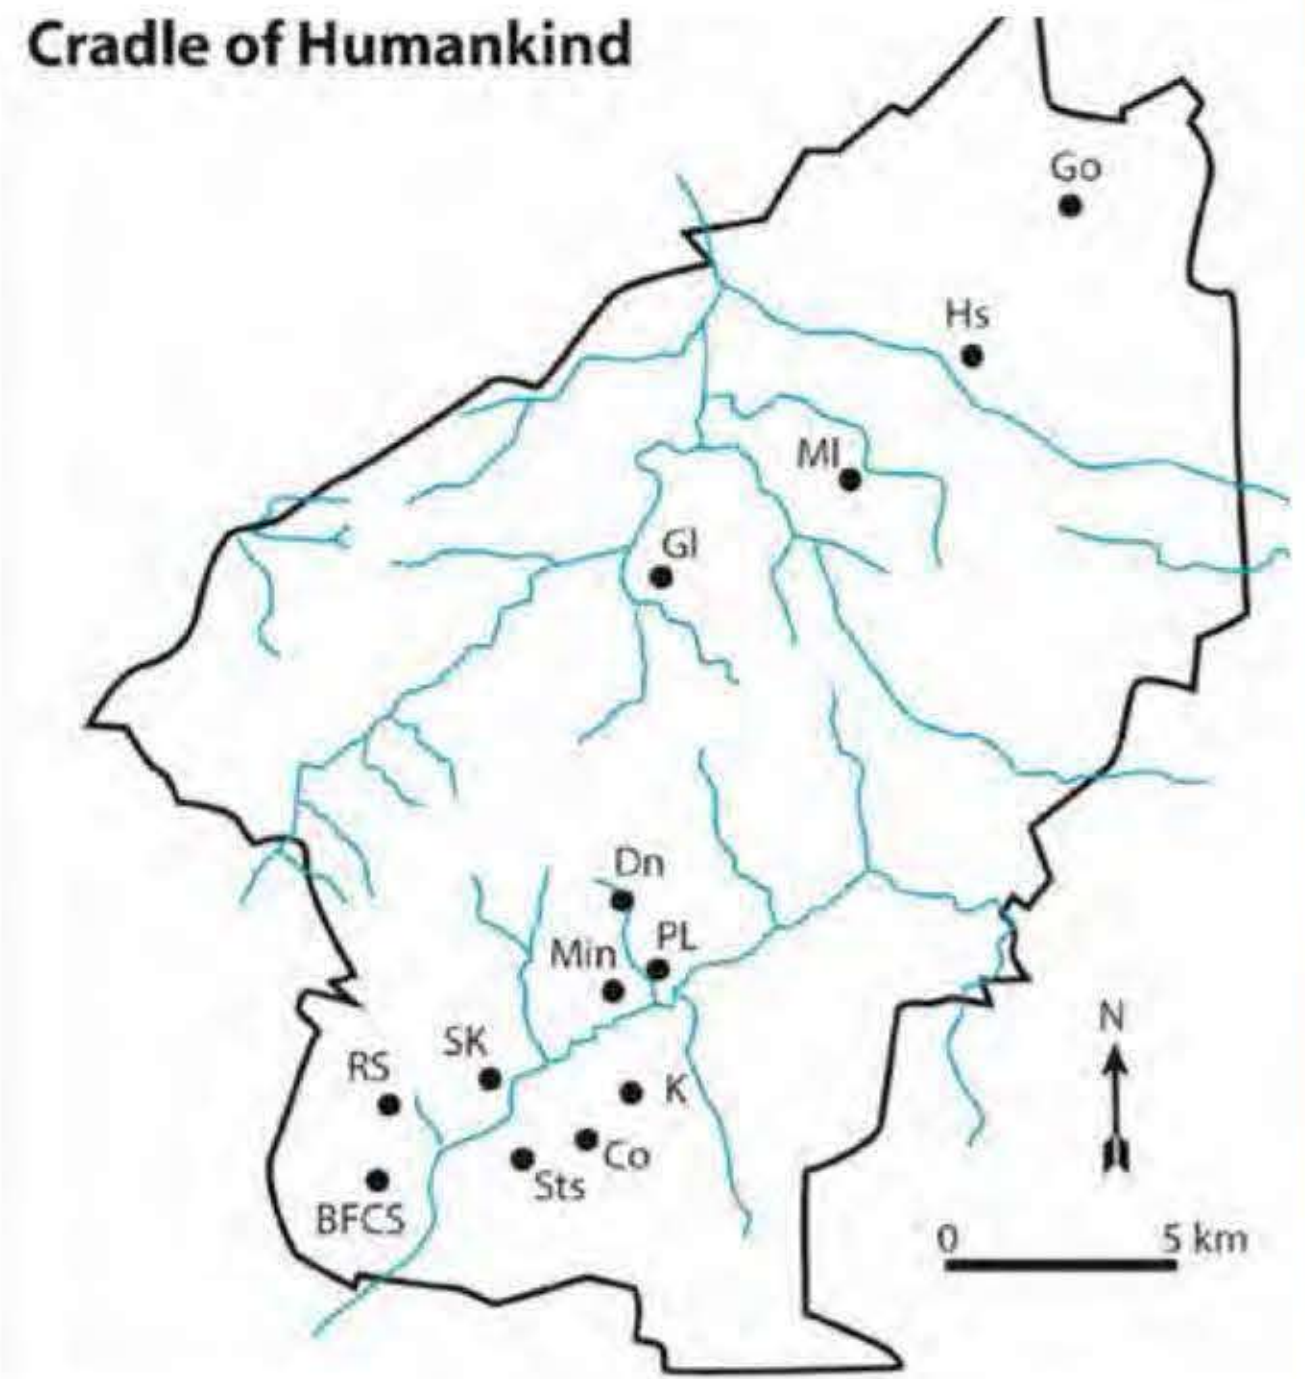 Cradle of Humankind
Go
Hs
Ml
Gl
Dn
PL
Min
SK
RS
K
Co
Sts
BFCS
N
0 5 km